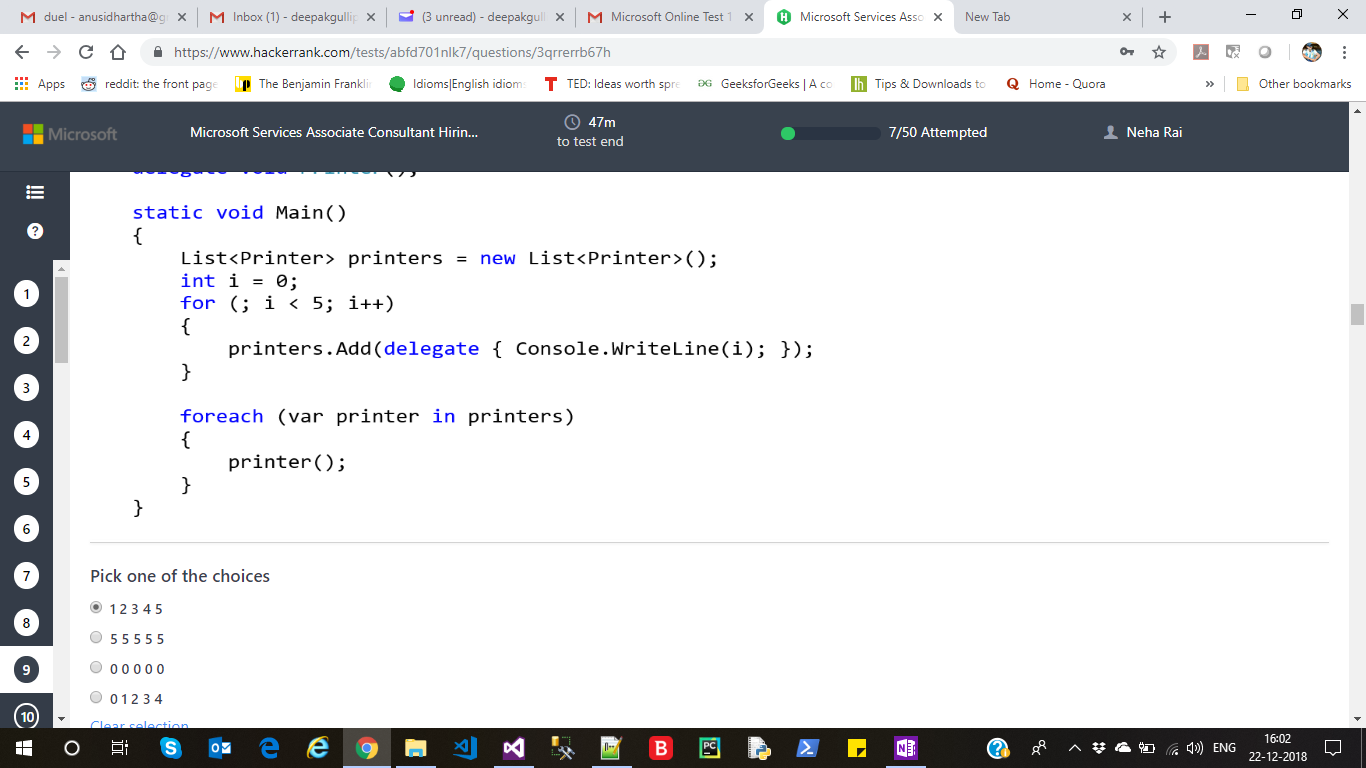 duel - anusidhartha@g
Inbox (1) - deepakgullip
(3 unread) - deepakgull
Microsoft Online Test 1
Microsoft Services Asso
New Tab
https://www.hackerrank.com/tests/abfd701nlk7/questions/3qrrerrb67h
Apps
reddit: the front page
The Benjamin Franklin
Idioms|English idioms
TED: Ideas worth spre
GeeksforGeeks | A co
Tips & Downloads to
Home - Quora
»
Other bookmarks
Microsoft
Microsoft Services Associate Consultant Hirin...
47m
to test end
7/50 Attempted
Neha Rai
delegate void Printer();
static void Main()
{
List<Printer> printers = new List<Printer>();
int i = 0;
for (; i < 5; i++)
{
printers.Add(delegate { Console.WriteLine(i); });
}
foreach (var printer in printers)
{
printer();
}
}
?
1
2
3
4
5
6
7
8
9
10
Pick one of the choices
1 2 3 4 5
5 5 5 5 5
0 0 0 0 0
0 1 2 3 4
Clear selection
ENG
16:02
22-12-2018